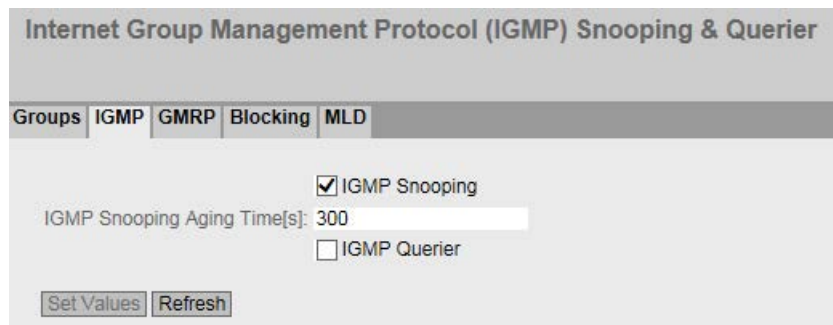 Internet Group Management Protocol (IGMP) Snooping & Querier
Groups IGMP GMRP Blocking MLD
IGMP Snooping
IGMP Snooping Aging Time[s]: 300
IGMP Querier
Set Values Refresh